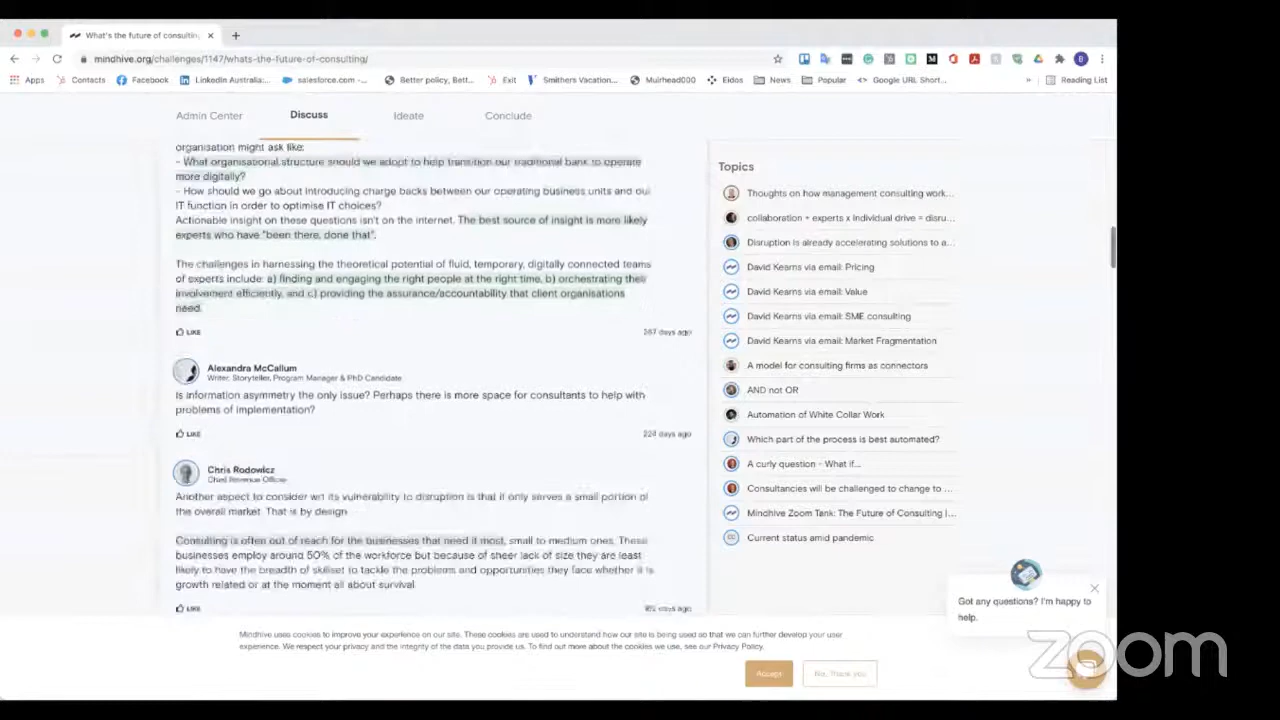 What's the future of consultin
mindhive.org/challenges/1147/whats-the-future-of-consulting/
Apps Contacts Facebook LinkedIn Australia:... salesforce.com -... Better policy, Bett... Exit Smithers Vacation... Muirhead000 Eidos News Popular Google URL Short... » Reading List
Admin Center Discuss Ideate Conclude
organisation might ask like:
- What organisational structure should we adopt to help transition our traditional bank to operate
more digitally?
- How should we go about introducing charge backs between our operating business units and our
IT function in order to optimise IT choices?
Actionable insight on these questions isn't on the internet. The best source of insight is more likely
experts who have "been there, done that".
The challenges in harnessing the theoretical potential of fluid, temporary, digitally connected teams
of experts include: a) finding and engaging the right people at the right time, b) orchestrating their
involvement efficiently, and c) providing the assurance/accountability that client organisations
need.
LIKE 267 days ago
Alexandra McCallum
Writer, Storyteller, Program Manager & PhD Candidate
Is information asymmetry the only issue? Perhaps there is more space for consultants to help with
problems of implementation?
LIKE 224 days ago
Chris Rodowicz
Chief Revenue Officer
Another aspect to consider wrt its vulnerability to disruption is that if only serves a small portion of
the overall market. That is by design
Consulting is often out of reach for the businesses that need it most, small to medium ones. These
businesses employ around 50% of the workforce but because of sheer lack of size they are least
likely to have the breadth of skillset to tackle the problems and opportunities they face whether it is
growth related or at the moment all about survival
LIKE days ago
Topics
Thoughts on how management consulting work...
collaboration + experts x individual drive = disru...
Disruption is already accelerating solutions to a...
David Kearns via email: Pricing
David Kearns via email: Value
David Kearns via email: SME consulting
David Kearns via email: Market Fragmentation
A model for consulting firms as connectors
AND not OR
Automation of White Collar Work
Which part of the process is best automated?
A curly question - What if...
Consultancies will be challenged to change to ...
Mindhive Zoom Tank: The Future of Consulting |...
CC Current status amid pandemic
Got any questions? I'm happy to
help.
Mindhive uses cookies to improve your experience on our site. These cookies are used to understand how our site is being used so that we can further develop your user
experience. We respect your privacy and the integrity of the data you provide us. To find out more about the cookies we use, see our Privacy Policy.
Accept No, Thank you
zoom